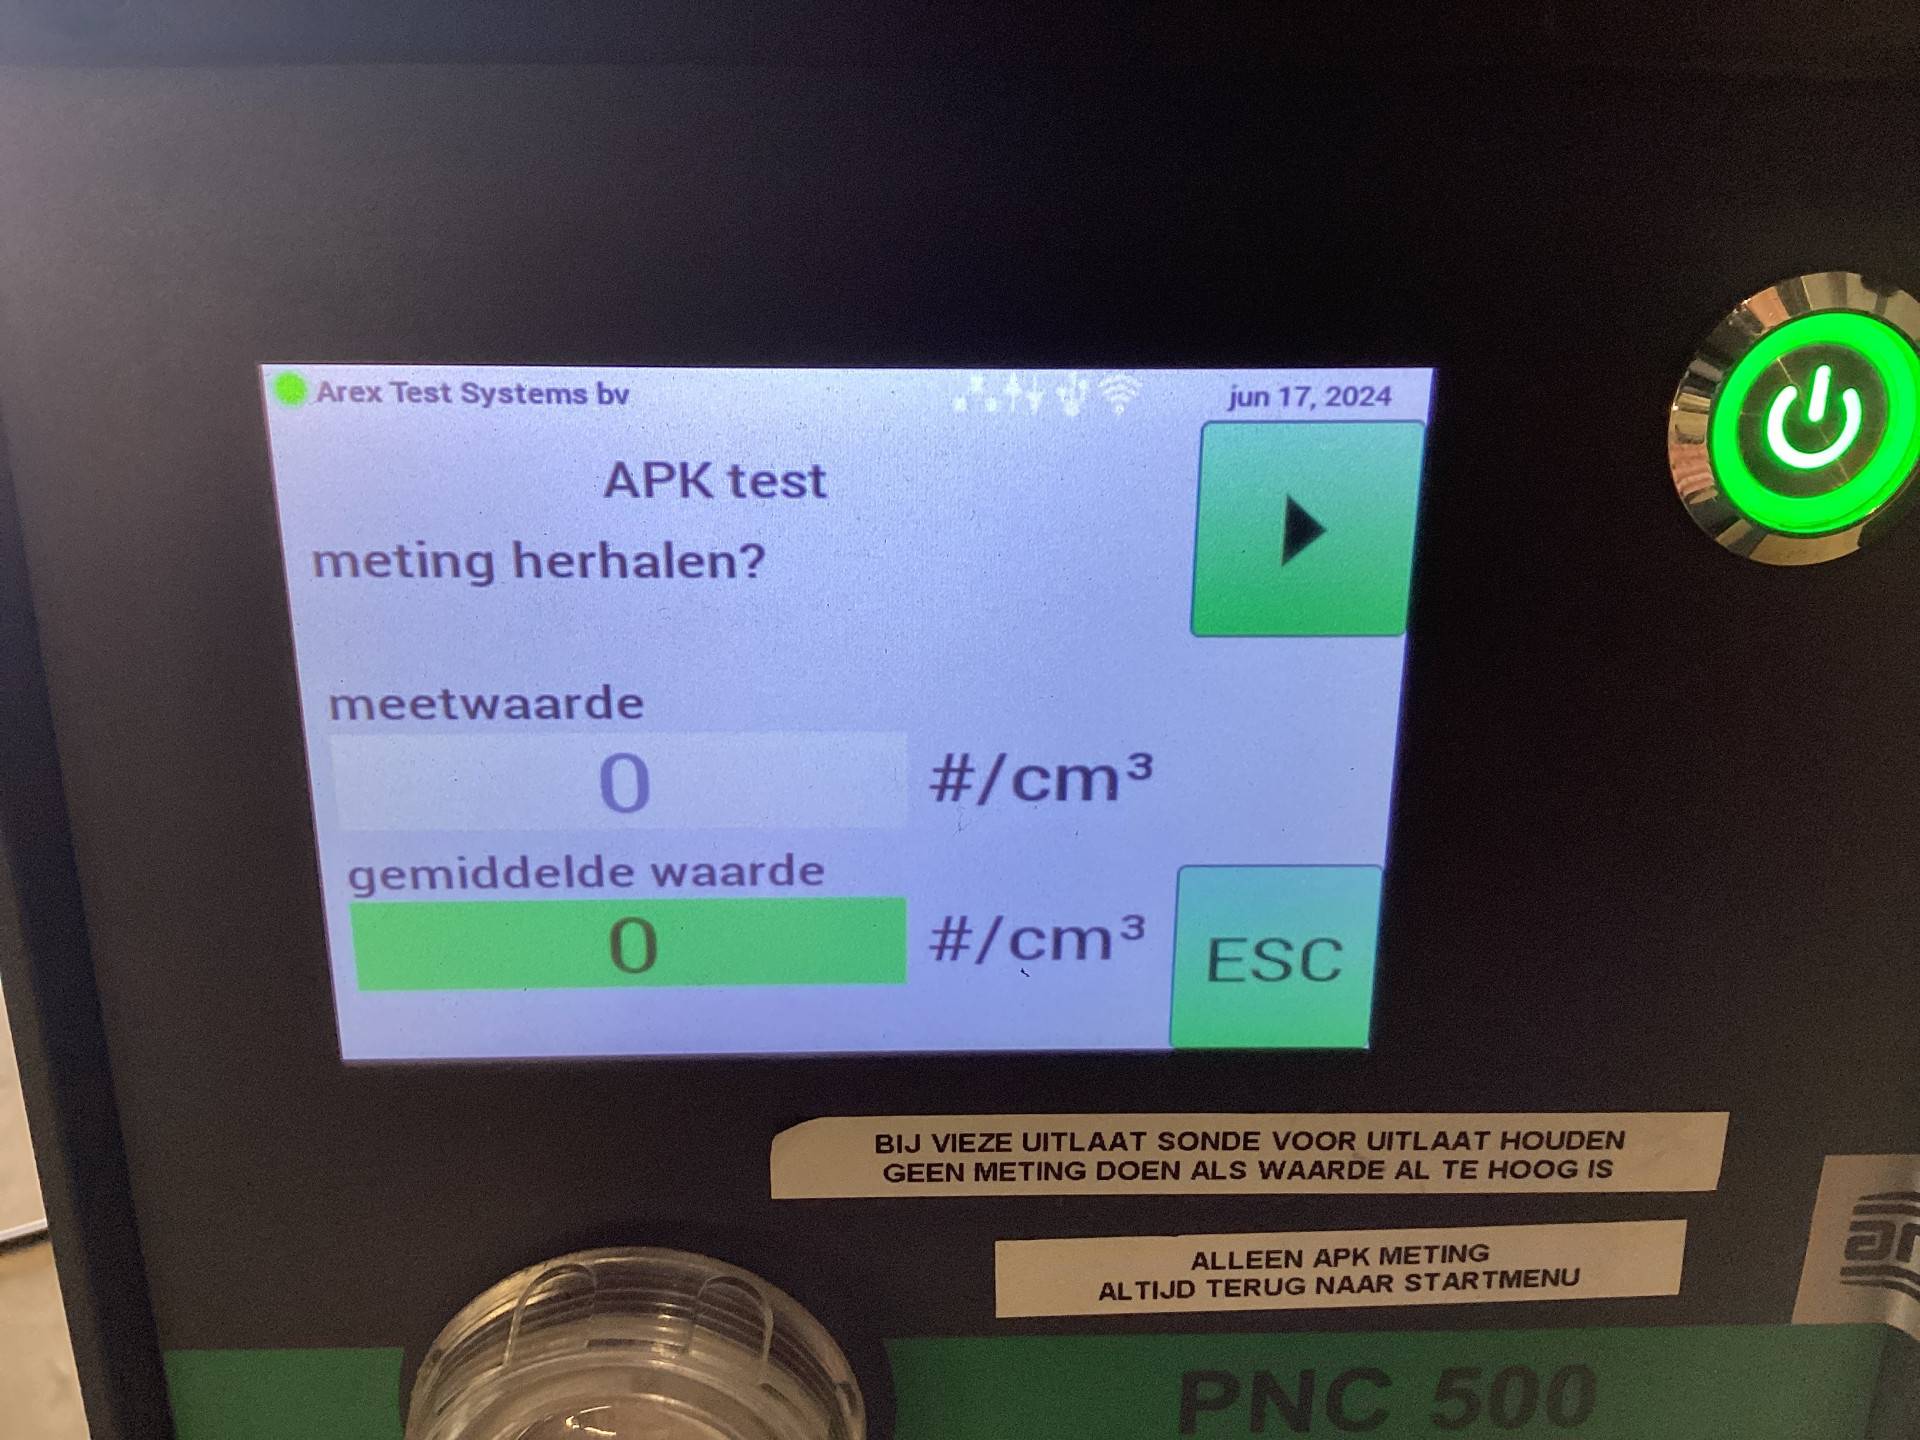 Arex Test Systems bv
jun 17, 2024
APK test
meting herhalen?
meetwaarde
0 #/cm³
gemiddelde waarde
0 #/cm³
ESC
BIJ VIEZE UITLAAT SONDE VOOR UITLAAT HOUDEN
GEEN METING DOEN ALS WAARDE AL TE HOOG IS
ALLEEN APK METING
ALTIJD TERUG NAAR STARTMENU
PNC 500